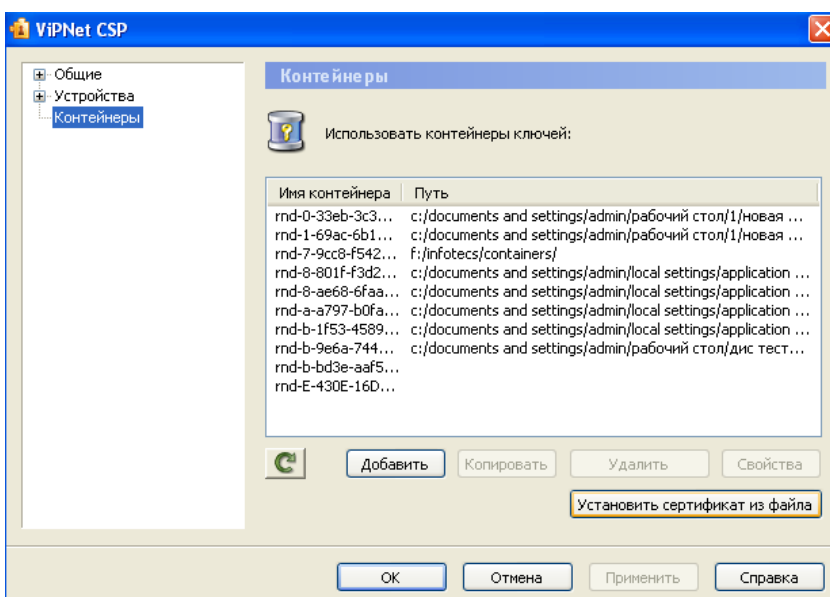 ViPNet CSP
Общие
Устройства
Контейнеры
Контейнеры
Использовать контейнеры ключей:
Имя контейнера Путь
rnd-0-33eb-3c3... c:/documents and settings/admin/рабочий стол/1/новая ...
rnd-1-69ac-6b1... c:/documents and settings/admin/рабочий стол/1/новая ...
rnd-7-9cc8-f542... f:/infotecs/containers/
rnd-8-801f-f3d2... c:/documents and settings/admin/local settings/application ...
rnd-8-ae68-6faa... c:/documents and settings/admin/local settings/application ...
rnd-a-a797-b0fa... c:/documents and settings/admin/local settings/application ...
rnd-b-1f53-4589... c:/documents and settings/admin/local settings/application ...
rnd-b-9e6a-744... c:/documents and settings/admin/рабочий стол/дис тест...
rnd-b-bd3e-aaf5...
rnd-E-430E-16D...
Добавить Копировать Удалить Свойства
Установить сертификат из файла
OK Отмена Применить Справка